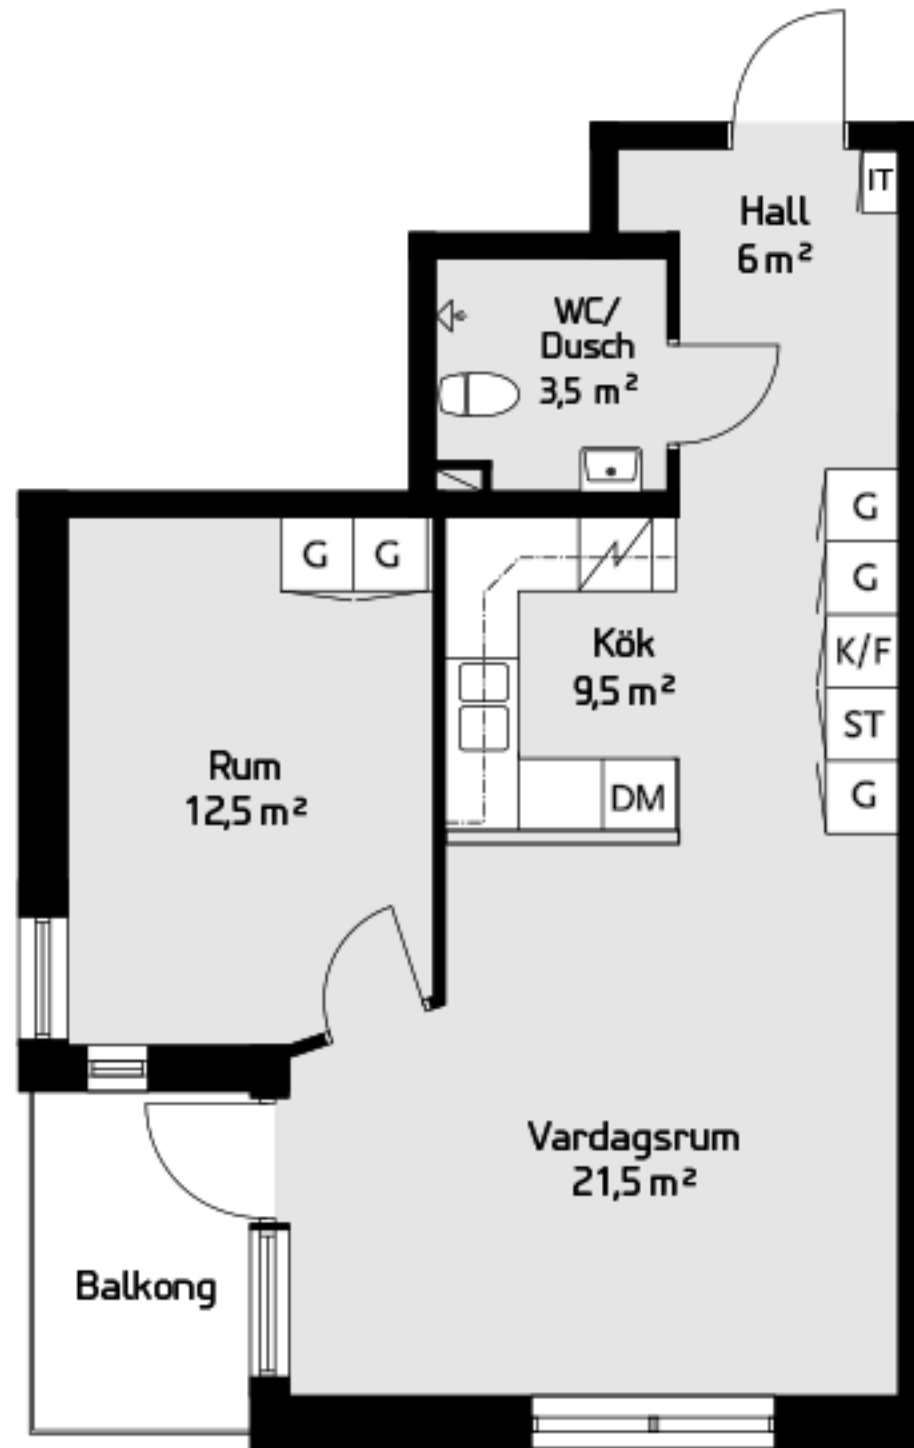 IT
Hall
6 m²
WC/
Dusch
3,5 m²
G
G
K/F
ST
G
G G
Kök
9,5 m²
DM
Rum
12,5 m²
Vardagsrum
21,5 m²
Balkong